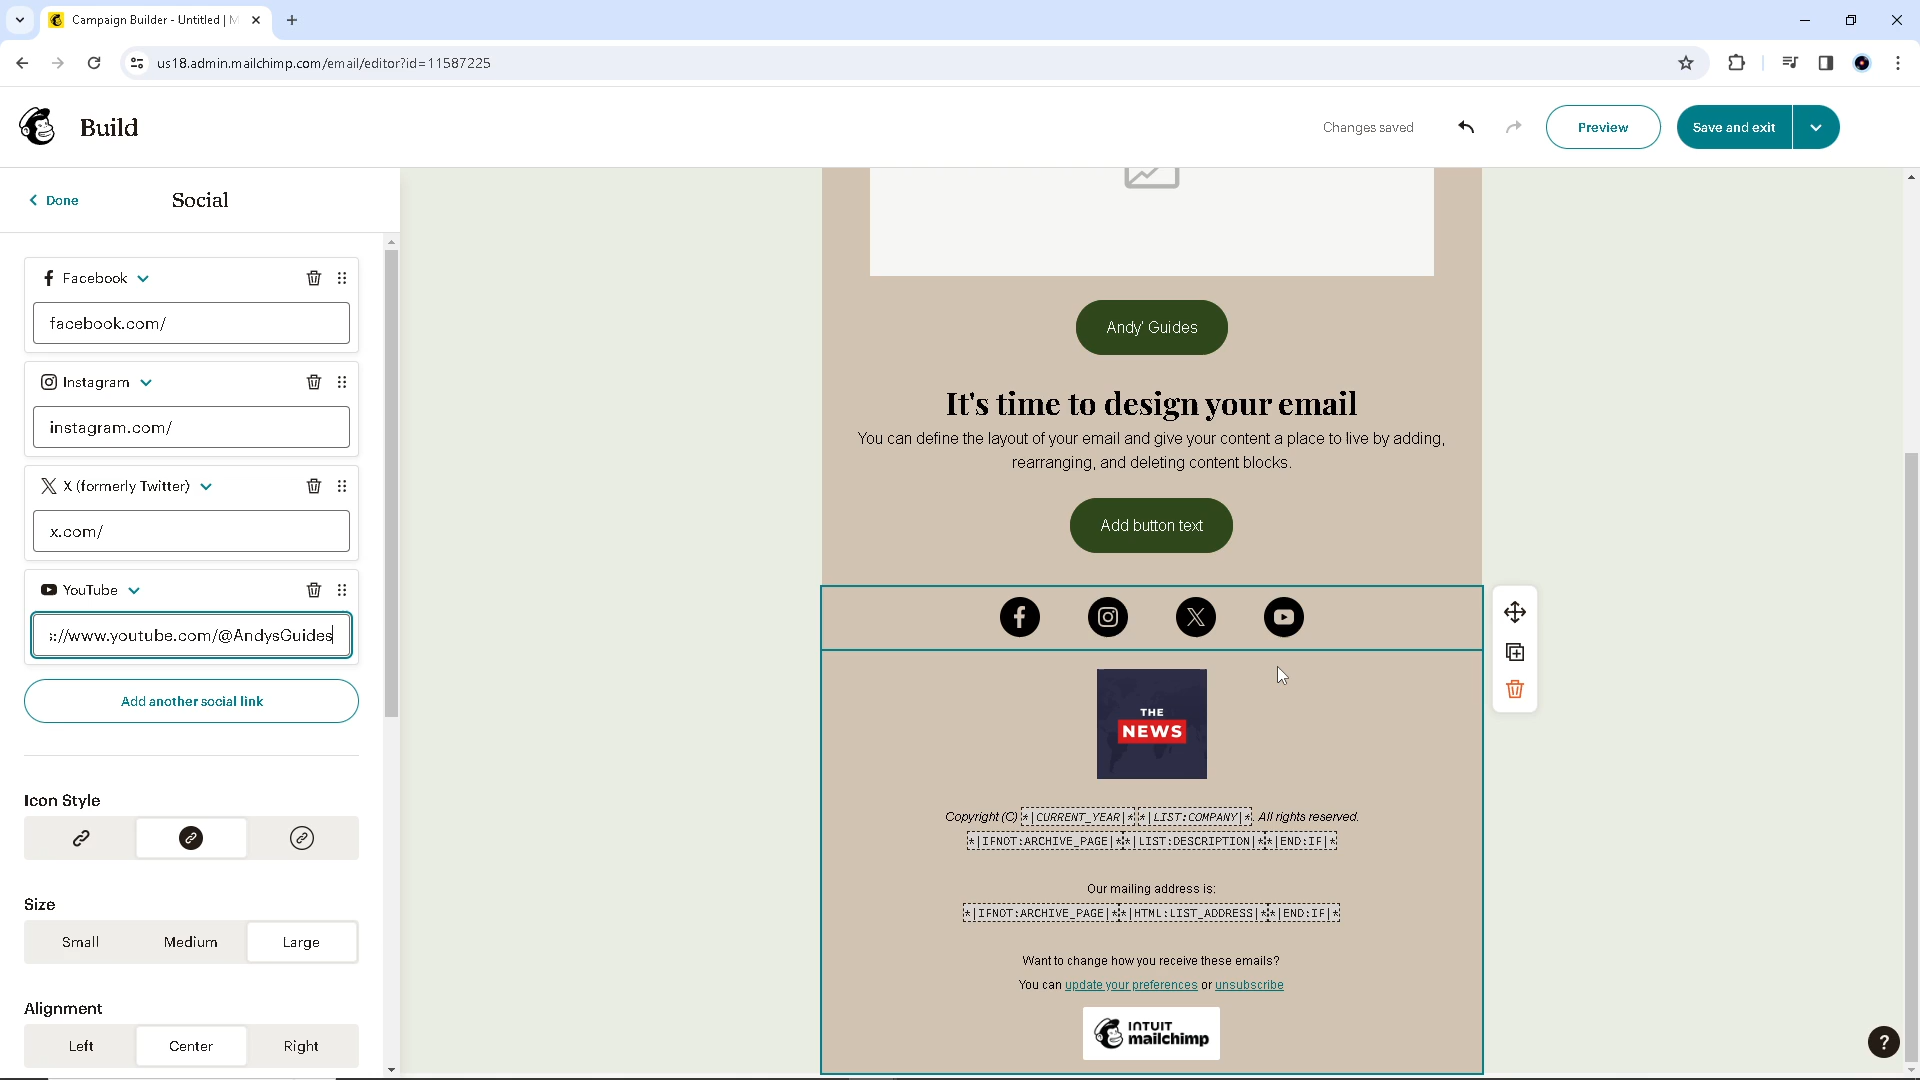 Campaign Builder - Untitled | M
us18.admin.mailchimp.com/email/editor?id=11587225
Build
Changes saved
Preview
Save and exit
Done
Social
Facebook
facebook.com/
Instagram
instagram.com/
X (formerly Twitter)
x.com/
YouTube
://www.youtube.com/@AndysGuides
Add another social link
Icon Style
Size
Small
Medium
Large
Alignment
Left
Center
Right
Andy' Guides
It's time to design your email
You can define the layout of your email and give your content a place to live by adding,
rearranging, and deleting content blocks.
Add button text
THE
NEWS
Copyright (C) *|CURRENT_YEAR|* *|LIST:COMPANY|*. All rights reserved.
*|IFNOT:ARCHIVE_PAGE|* *|LIST:DESCRIPTION|* *|END:IF|*
Our mailing address is:
*|IFNOT:ARCHIVE_PAGE|* *|HTML:LIST_ADDRESS|* *|END:IF|*
Want to change how you receive these emails?
You can update your preferences or unsubscribe
INTUIT
mailchimp
?